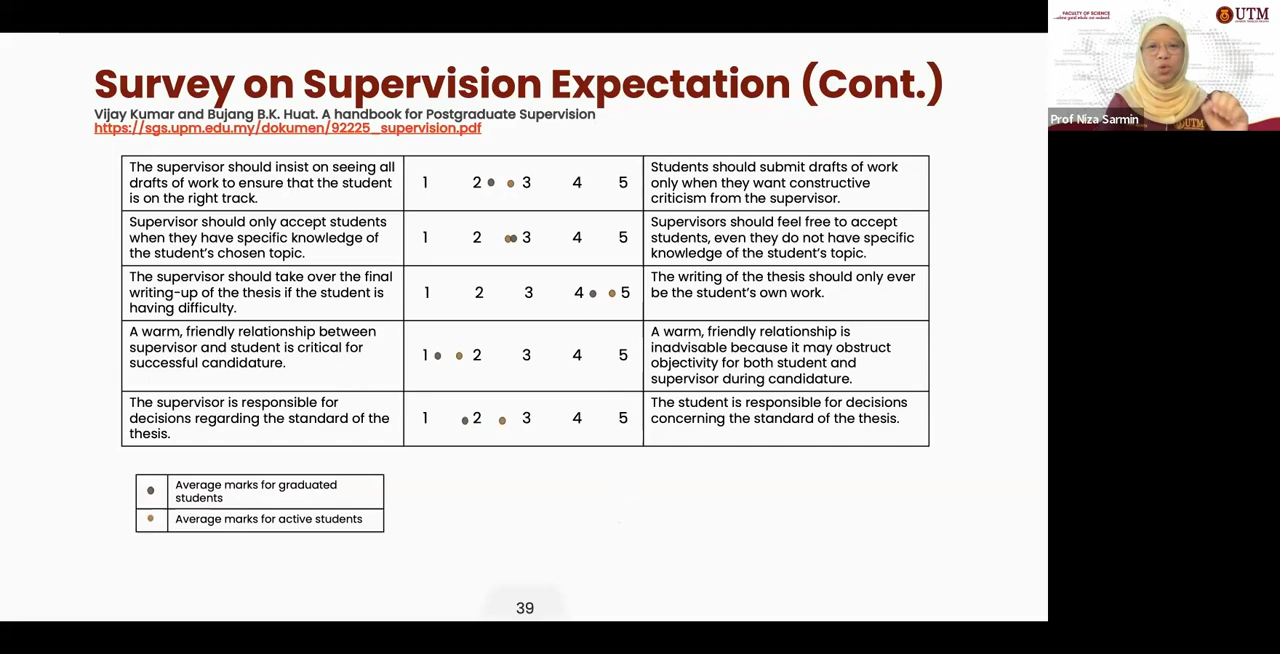 Survey on Supervision Expectation (Cont.)
Vijay Kumar and Bujang B.K. Huat. A handbook for Postgraduate Supervision
https://sgs.upm.edu.my/dokumen/92225_supervision.pdf
The supervisor should insist on seeing all
drafts of work to ensure that the student
is on the right track.
1 2 3 4 5
Students should submit drafts of work
only when they want constructive
criticism from the supervisor.
Supervisor should only accept students
when they have specific knowledge of
the student's chosen topic.
1 2 3 4 5
Supervisors should feel free to accept
students, even they do not have specific
knowledge of the student's topic.
The supervisor should take over the final
writing-up of the thesis if the student is
having difficulty.
1 2 3 4 5
The writing of the thesis should only ever
be the student's own work.
A warm, friendly relationship between
supervisor and student is critical for
successful candidature.
1 2 3 4 5
A warm, friendly relationship is
inadvisable because it may obstruct
objectivity for both student and
supervisor during candidature.
The supervisor is responsible for
decisions regarding the standard of the
thesis.
1 2 3 4 5
The student is responsible for decisions
concerning the standard of the thesis.
Average marks for graduated
students
Average marks for active students
39
FACULTY OF SCIENCE
UTM
UTM
Prof Niza Sarmin